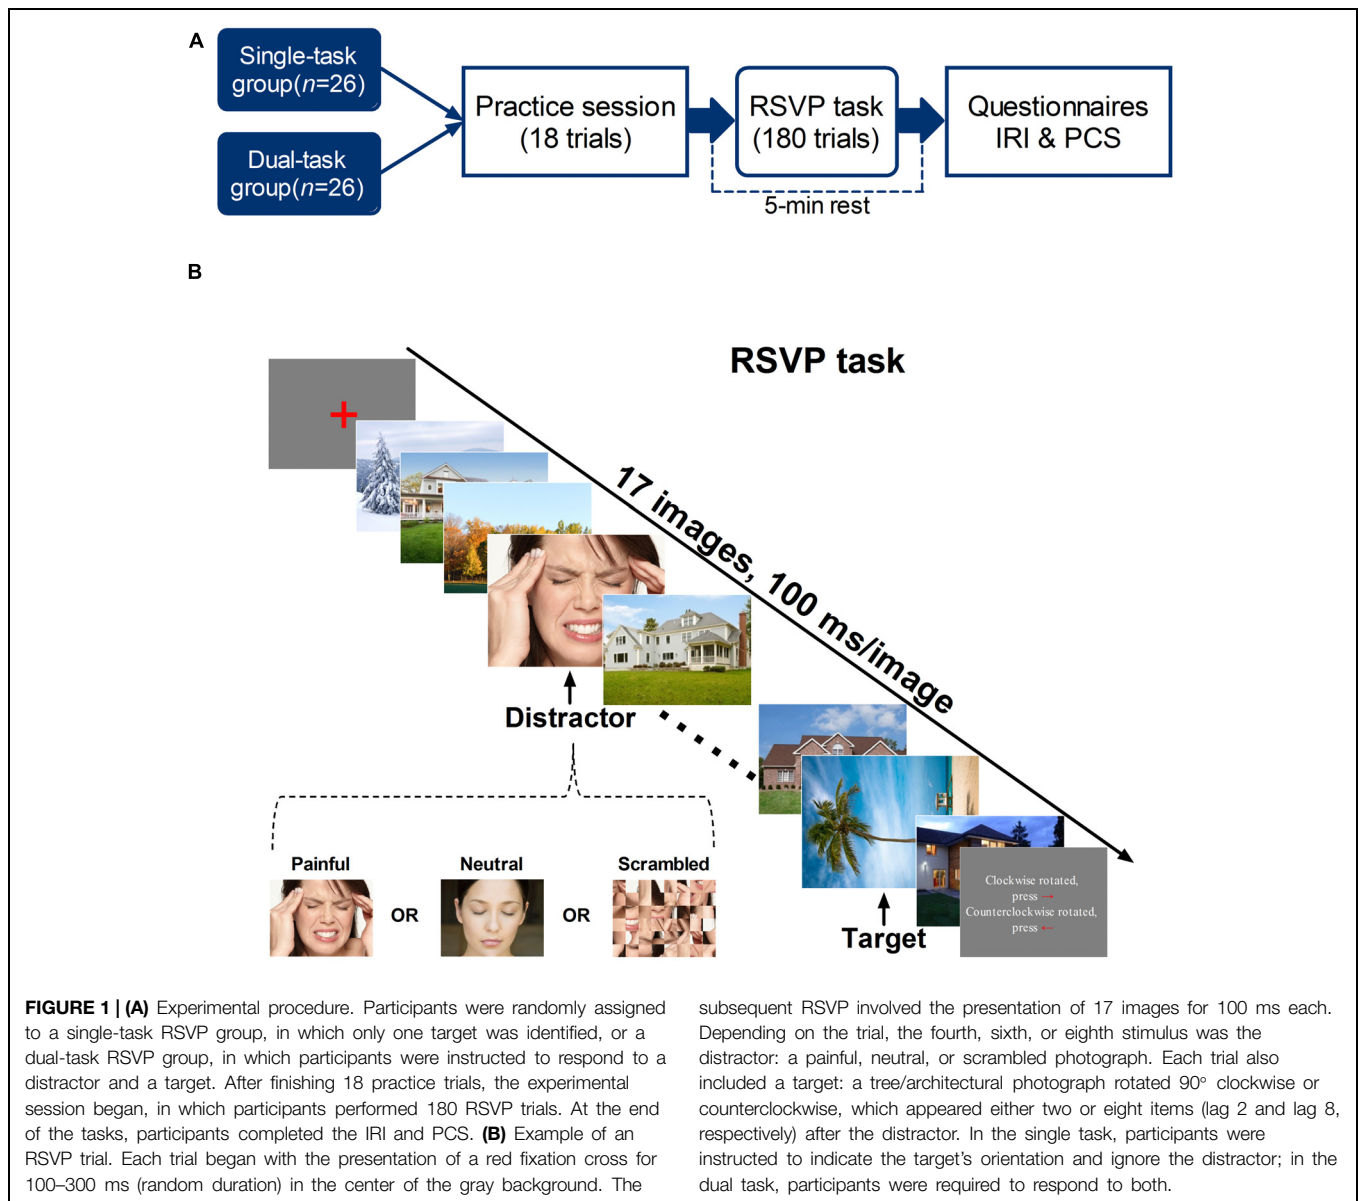 A
Single-task
group(n=26)
Dual-task
group(n=26)
Practice session
(18 trials)
RSVP task
(180 trials)
Questionnaires
IRI & PCS
5-min rest
B
RSVP task
17 images, 100 ms/image
Distractor
Painful
Neutral
Scrambled
OR
OR
Target
Clockwise rotated,
press →
Counterclockwise rotated,
press ←
FIGURE 1 | (A) Experimental procedure. Participants were randomly assigned
to a single-task RSVP group, in which only one target was identified, or a
dual-task RSVP group, in which participants were instructed to respond to a
distractor and a target. After finishing 18 practice trials, the experimental
session began, in which participants performed 180 RSVP trials. At the end
of the tasks, participants completed the IRI and PCS. (B) Example of an
RSVP trial. Each trial began with the presentation of a red fixation cross for
100–300 ms (random duration) in the center of the gray background. The
subsequent RSVP involved the presentation of 17 images for 100 ms each.
Depending on the trial, the fourth, sixth, or eighth stimulus was the
distractor: a painful, neutral, or scrambled photograph. Each trial also
included a target: a tree/architectural photograph rotated 90° clockwise or
counterclockwise, which appeared either two or eight items (lag 2 and lag 8,
respectively) after the distractor. In the single task, participants were
instructed to indicate the target's orientation and ignore the distractor; in the
dual task, participants were required to respond to both.